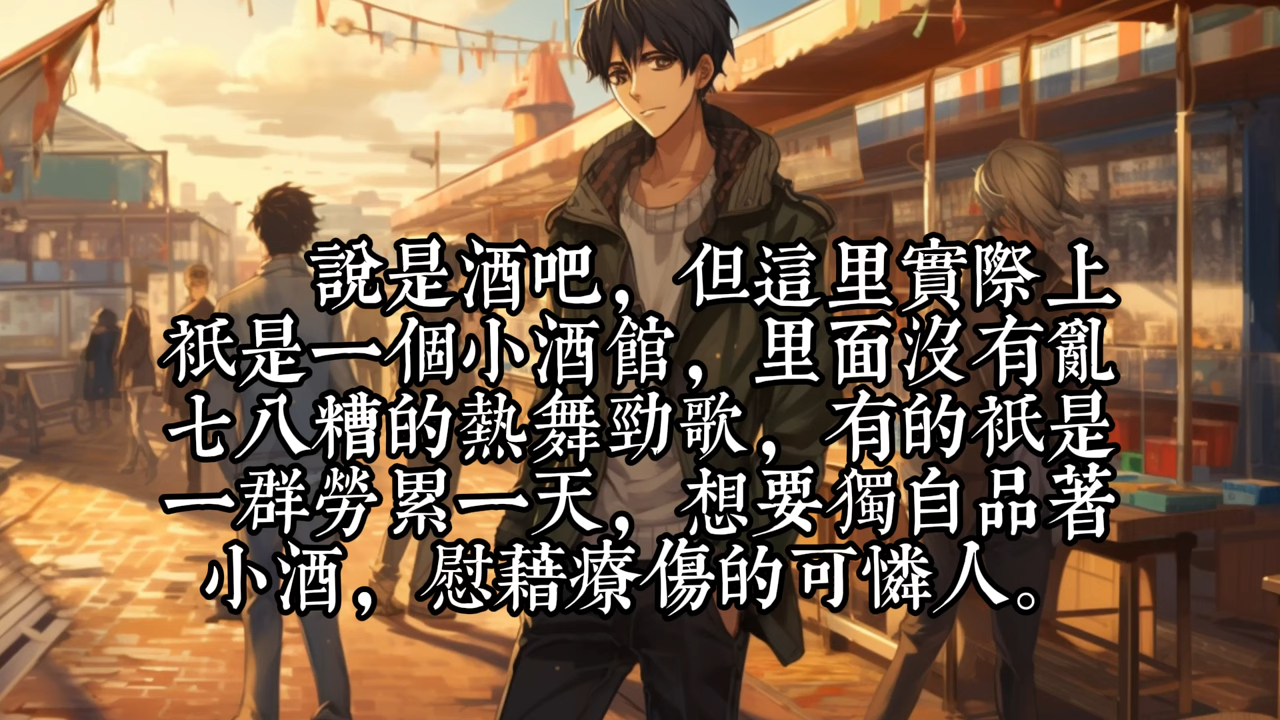 說是酒吧，但這里實際上
衹是一個小酒館，里面沒有亂
七八糟的熱舞勁歌，有的衹是
一群勞累一天，想要獨自品著
小酒，慰藉療傷的可憐人。